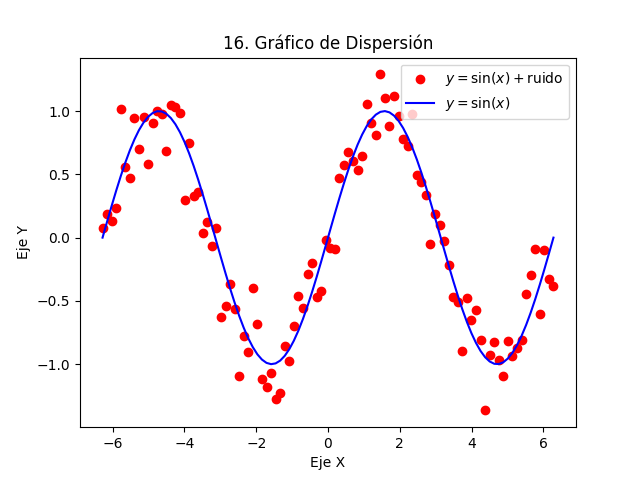 16. Gráfico de Dispersión
y = sin(x) + ruido
y = sin(x)
Eje Y
1.0
0.5
0.0
−0.5
−1.0
−6 −4 −2 0 2 4 6
Eje X